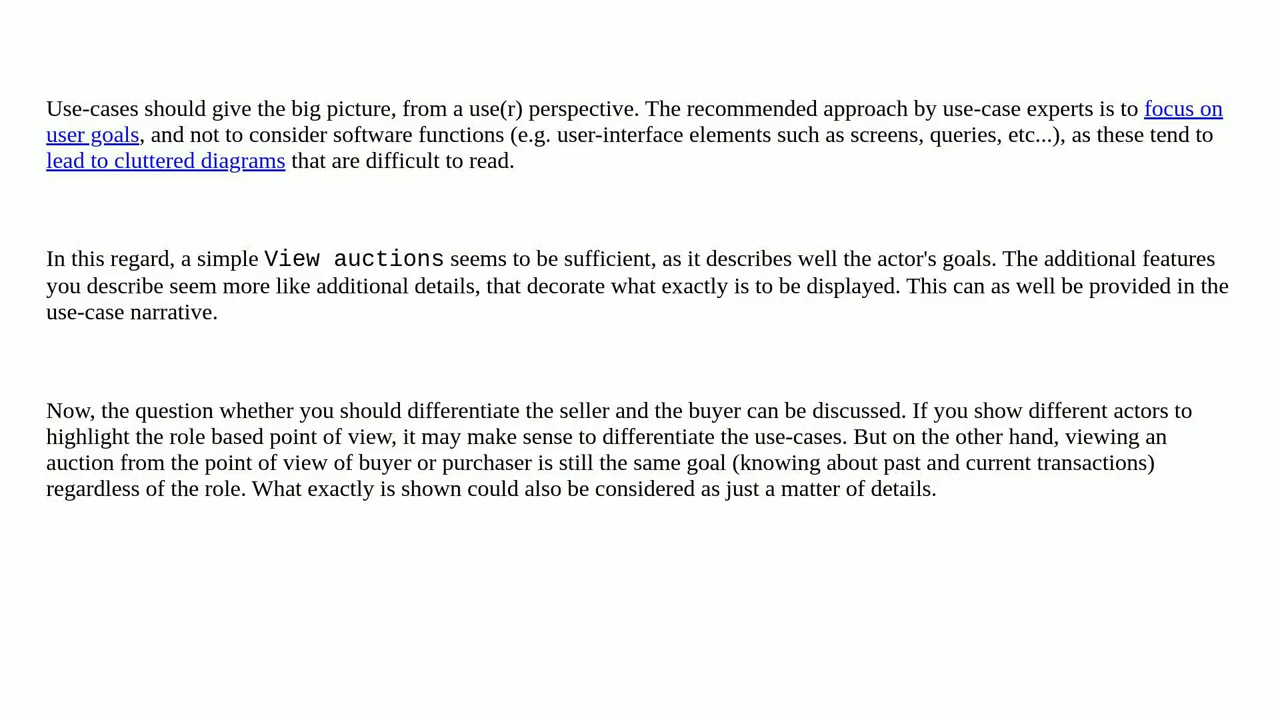 Use-cases should give the big picture, from a use(r) perspective. The recommended approach by use-case experts is to focus on
user goals, and not to consider software functions (e.g. user-interface elements such as screens, queries, etc...), as these tend to
lead to cluttered diagrams that are difficult to read.
In this regard, a simple View auctions seems to be sufficient, as it describes well the actor's goals. The additional features
you describe seem more like additional details, that decorate what exactly is to be displayed. This can as well be provided in the
use-case narrative.
Now, the question whether you should differentiate the seller and the buyer can be discussed. If you show different actors to
highlight the role based point of view, it may make sense to differentiate the use-cases. But on the other hand, viewing an
auction from the point of view of buyer or purchaser is still the same goal (knowing about past and current transactions)
regardless of the role. What exactly is shown could also be considered as just a matter of details.